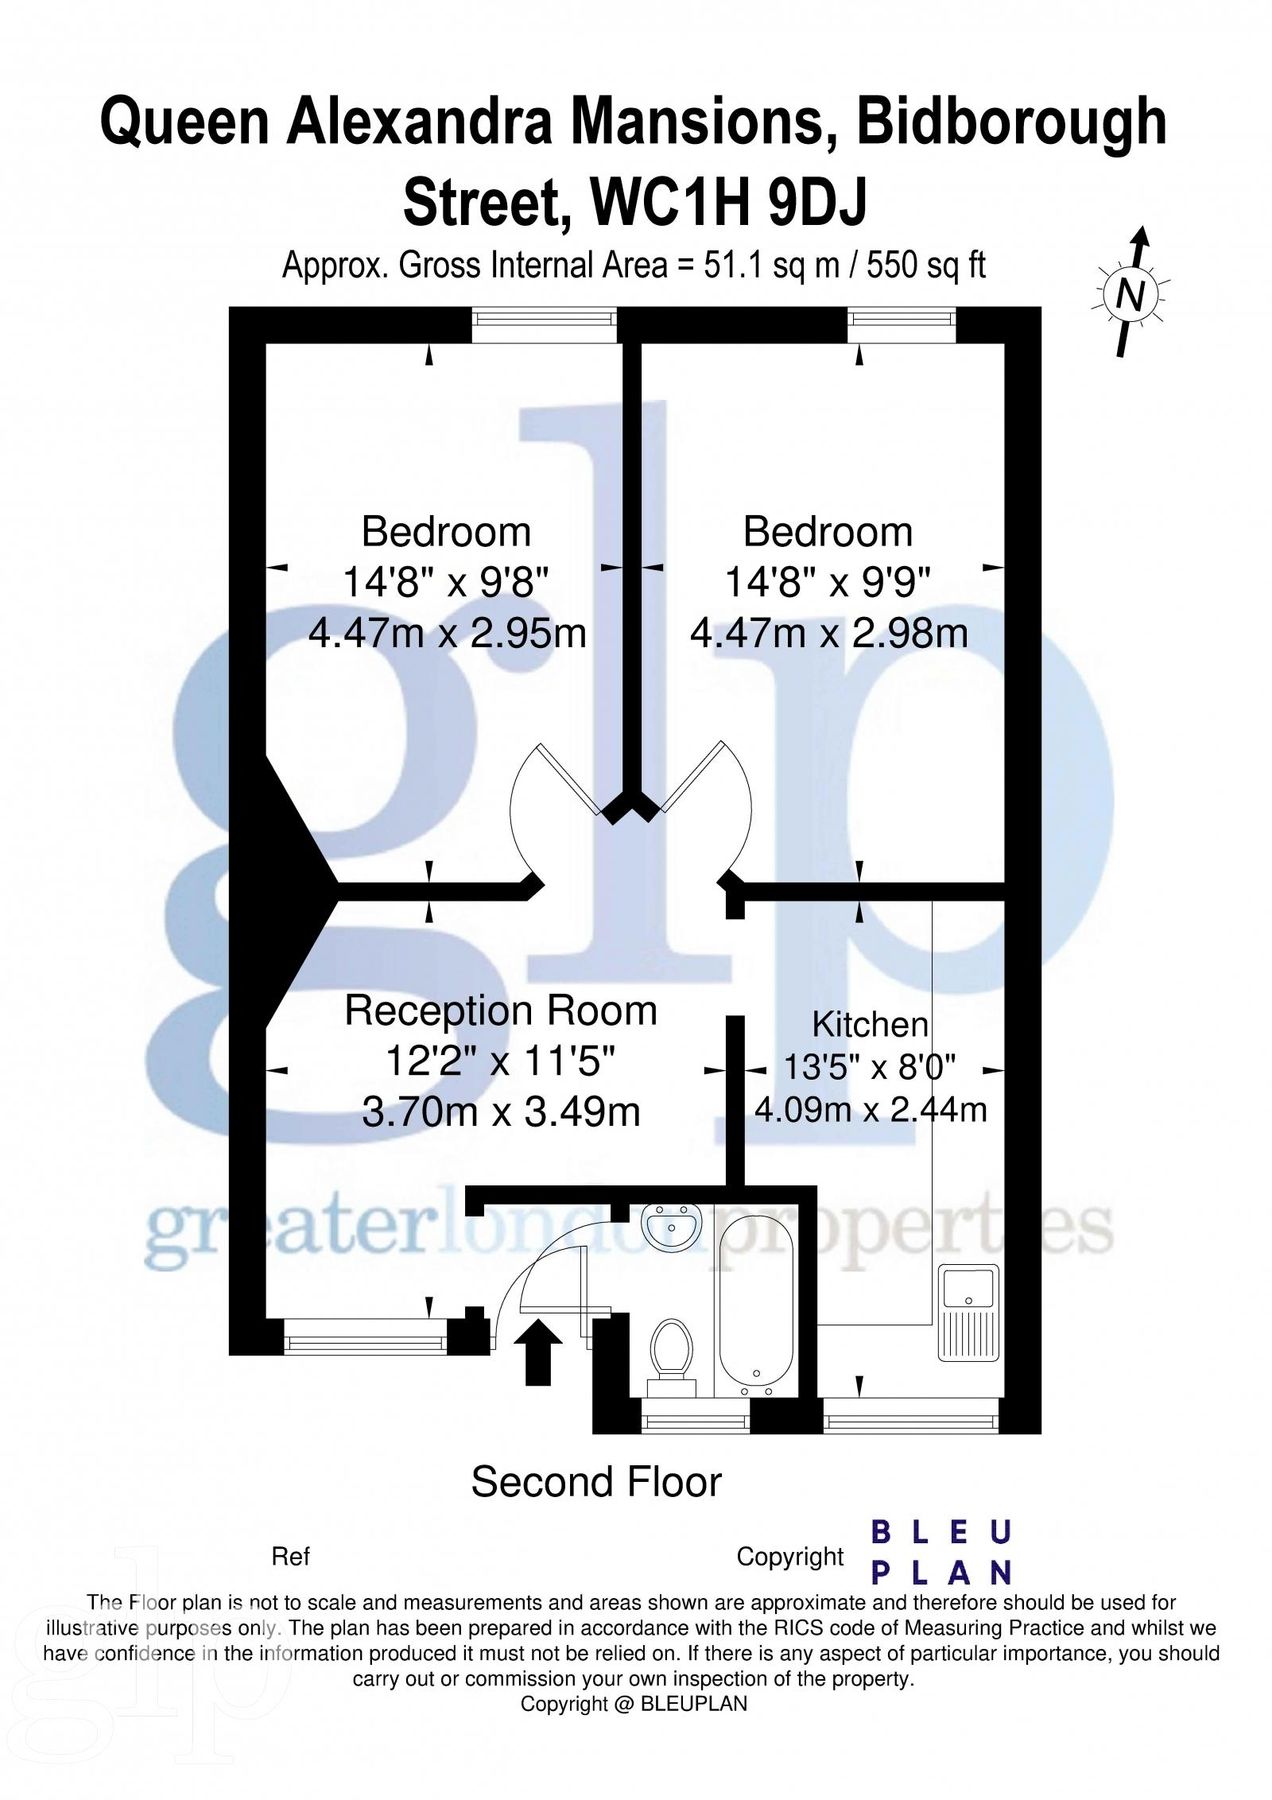 Queen Alexandra Mansions, Bidborough
Street, WC1H 9DJ
Approx. Gross Internal Area = 51.1 sq m / 550 sq ft
N
Bedroom
14'8" x 9'8"
4.47m x 2.95m
Bedroom
14'8" x 9'9"
4.47m x 2.98m
glp
Reception Room
12'2" x 11'5"
3.70m x 3.49m
Kitchen
13'5" x 8'0"
4.09m x 2.44m
greaterlondonproperties
Second Floor
Ref
Copyright
BLEU
PLAN
The Floor plan is not to scale and measurements and areas shown are approximate and therefore should be used for
illustrative purposes only. The plan has been prepared in accordance with the RICS code of Measuring Practice and whilst we
have confidence in the information produced it must not be relied on. If there is any aspect of particular importance, you should
carry out or commission your own inspection of the property.
Copyright @ BLEUPLAN
glp